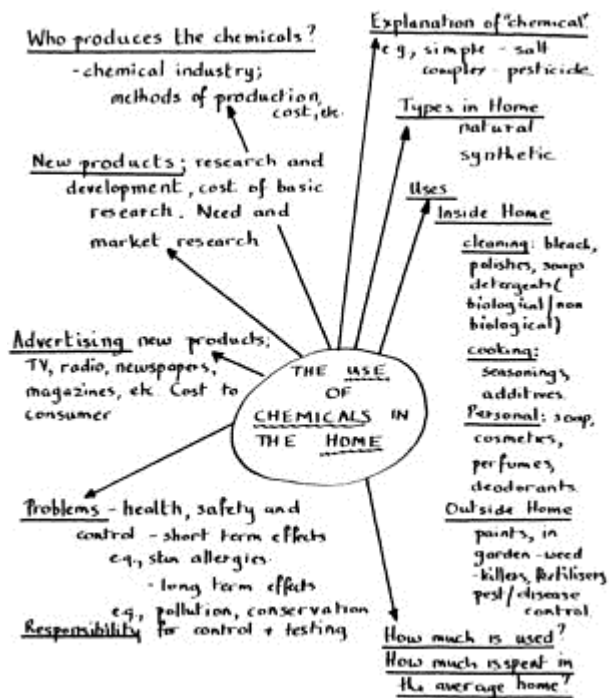 Who produces the chemicals?
-chemical industry;
methods of production,
cost, etc.
New products; research and
development, cost of basic
research. Need and
market research
Advertising new products;
TV, radio, newspapers,
magazines, etc. Cost to
consumer
Problems - health, safety and
control - short term effects
e.g., skin allergies.
- long term effects
e.g., pollution, conservation
Responsibility for control + testing
THE USE
OF
CHEMICALS IN
THE HOME
Explanation of "chemical".
e.g., simple - salt
complex - pesticide.
Types in Home
natural
synthetic.
Uses
Inside Home
cleaning: bleach,
polishes, soaps
detergents(
biological/non
biological)
cooking:
seasonings,
additives.
Personal: soap,
cosmetics,
perfumes,
deodorants.
Outside Home
paints, in
garden - weed
-killers, fertilisers
pest/disease
control.
How much is used?
How much is spent in
the average home?